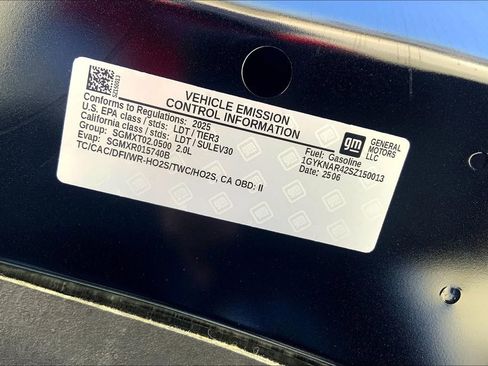 SZ150013
VEHICLE EMISSION
CONTROL INFORMATION
Conforms to Regulations: 2025
U.S. EPA class / stds: LDT / TIER3
California class / stds: LDT / SULEV30
Group: SGMXT02.0500 2.0L
Evap: SGMXR015740B
TC/CAC/DFI/WR-HO2S/TWC/HO2S, CA OBD: II
gm
GENERAL
MOTORS
LLC
Fuel: Gasoline
1GYKNAR42SZ150013
Date: 2506